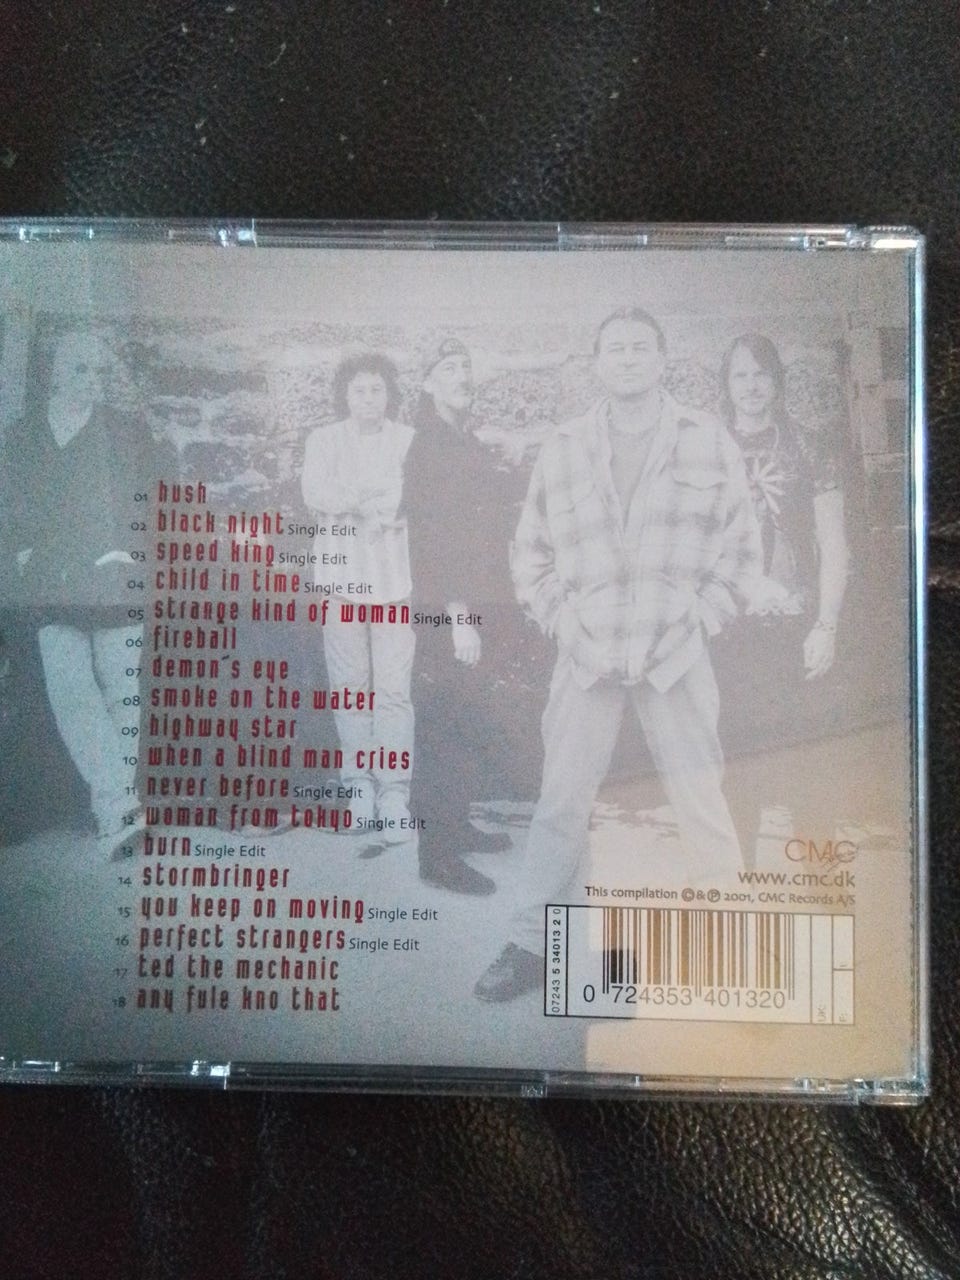 01 hush
02 black night Single Edit
03 speed king Single Edit
04 child in time Single Edit
05 strange kind of woman Single Edit
06 fireball
07 demon´s eye
08 smoke on the water
09 highway star
10 when a blind man cries
11 never before Single Edit
12 woman from tokyo Single Edit
13 burn Single Edit
14 stormbringer
15 you keep on moving Single Edit
16 perfect strangers Single Edit
17 ted the mechanic
18 any fule kno that
CMC
www.cmc.dk
This compilation ©&℗ 2001, CMC Records A/S
07243 5 34013 2 0
0 724353 401320
UK:
F: